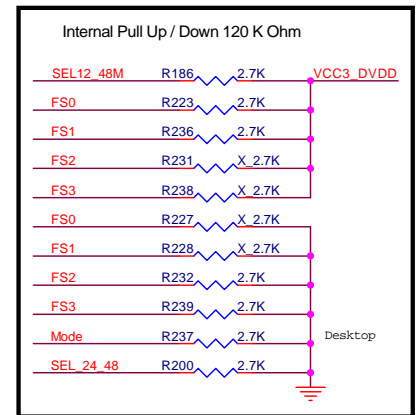 Internal Pull Up / Down 120 K Ohm
SEL12_48M R186 2.7K VCC3_DVDD
FS0 R223 2.7K
FS1 R236 2.7K
FS2 R231 X_2.7K
FS3 R238 X_2.7K
FS0 R227 X_2.7K
FS1 R228 X_2.7K
FS2 R232 2.7K
FS3 R239 2.7K
Mode R237 2.7K Desktop
SEL_24_48 R200 2.7K